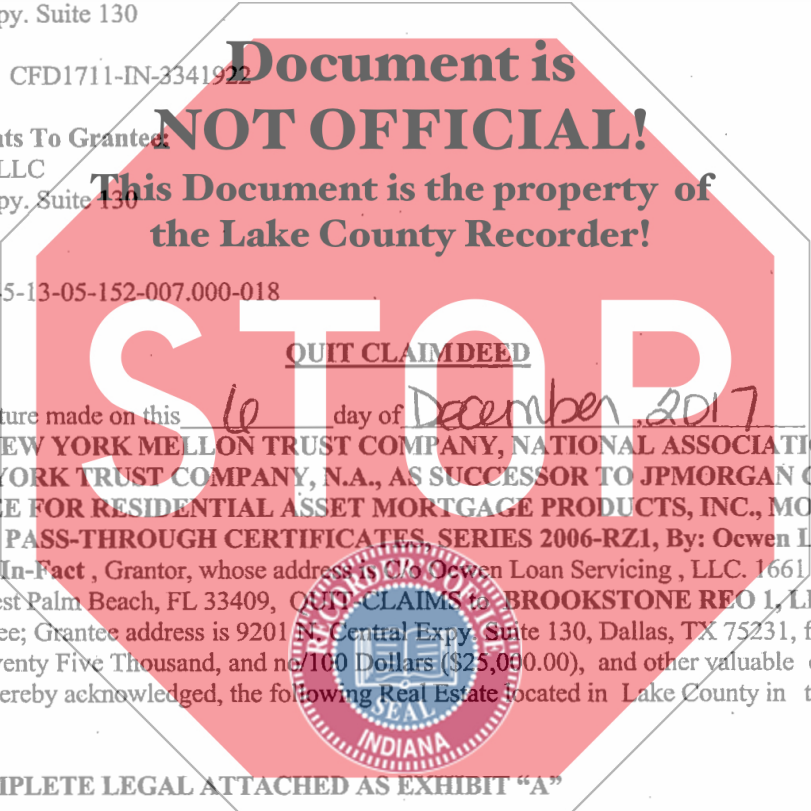 py. Suite 130
Document is
CFD1711-IN-3341922
NOT OFFICIAL!
nts To Grantee:
LLC
This Document is the property of
py. Suite 130
the Lake County Recorder!
5-13-05-152-007.000-018
STOP
QUIT CLAIM DEED
ture made on this 6 day of December, 2017
EW YORK MELLON TRUST COMPANY, NATIONAL ASSOCIATI
YORK TRUST COMPANY, N.A., AS SUCCESSOR TO JPMORGAN C
EE FOR RESIDENTIAL ASSET MORTGAGE PRODUCTS, INC., MO
PASS-THROUGH CERTIFICATES, SERIES 2006-RZ1, By: Ocwen L
In-Fact , Grantor, whose address is C/o Ocwen Loan Servicing , LLC. 1661
est Palm Beach, FL 33409, QUIT CLAIMS to BROOKSTONE REO 1, L
ee; Grantee address is 9201 N. Central Expy. Suite 130, Dallas, TX 75231, f
venty Five Thousand, and no/100 Dollars ($25,000.00), and other valuable
ereby acknowledged, the following Real Estate located in Lake County in t
SEAL
INDIANA
MPLETE LEGAL ATTACHED AS EXHIBIT “A”